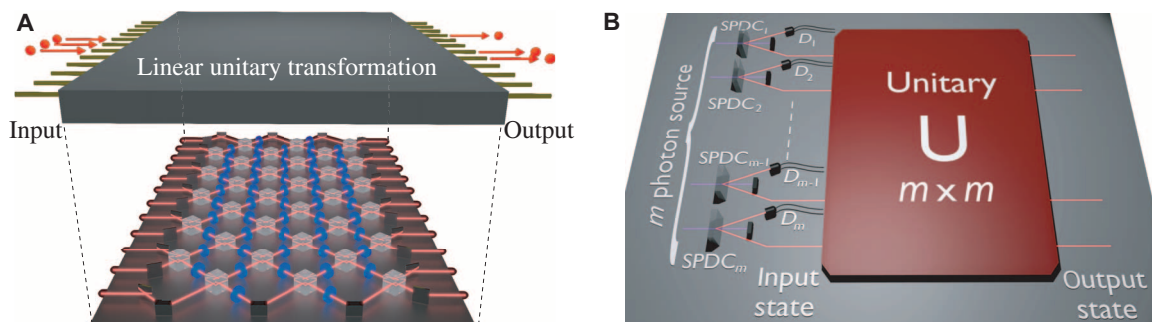 A
Linear unitary transformation
Input
Output
B
SPDC₁
D₁
D₂
SPDC₂
m photon source
SPDCₘ₋₁
Dₘ₋₁
Dₘ
SPDCₘ
Unitary
U
m x m
Input
state
Output
state